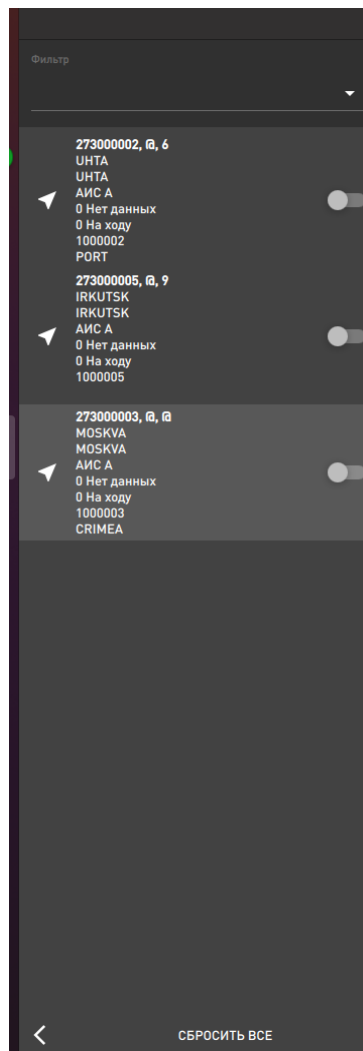 Фильтр
273000002, @, 6
UHTA
UHTA
АИС А
0 Нет данных
0 На ходу
1000002
PORT
273000005, @, 9
IRKUTSK
IRKUTSK
АИС А
0 Нет данных
0 На ходу
1000005
273000003, @, @
MOSKVA
MOSKVA
АИС А
0 Нет данных
0 На ходу
1000003
CRIMEA
СБРОСИТЬ ВСЕ